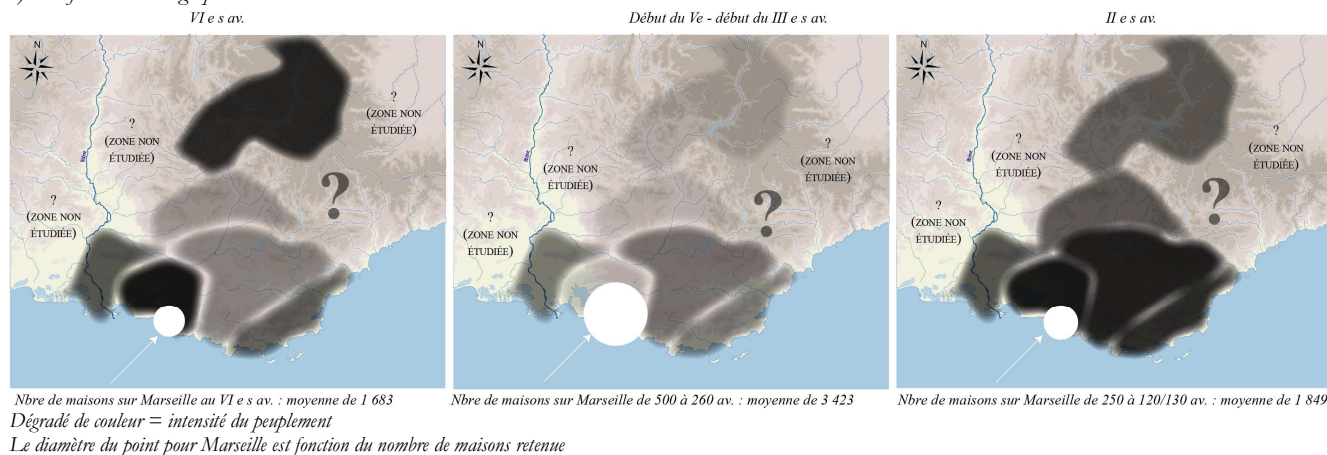 VI e s av.
Début du Ve - début du III e s av.
II e s av.
N
?
(ZONE NON
ÉTUDIÉE)
?
(ZONE NON
ÉTUDIÉE)
?
(ZONE NON
ÉTUDIÉE)
?
N
?
(ZONE NON
ÉTUDIÉE)
?
(ZONE NON
ÉTUDIÉE)
?
(ZONE NON
ÉTUDIÉE)
?
N
?
(ZONE NON
ÉTUDIÉE)
?
(ZONE NON
ÉTUDIÉE)
?
(ZONE NON
ÉTUDIÉE)
?
Nbre de maisons sur Marseille au VI e s av. : moyenne de 1 683
Nbre de maisons sur Marseille de 500 à 260 av. : moyenne de 3 423
Nbre de maisons sur Marseille de 250 à 120/130 av. : moyenne de 1 849
Dégradé de couleur = intensité du peuplement
Le diamètre du point pour Marseille est fonction du nombre de maisons retenue